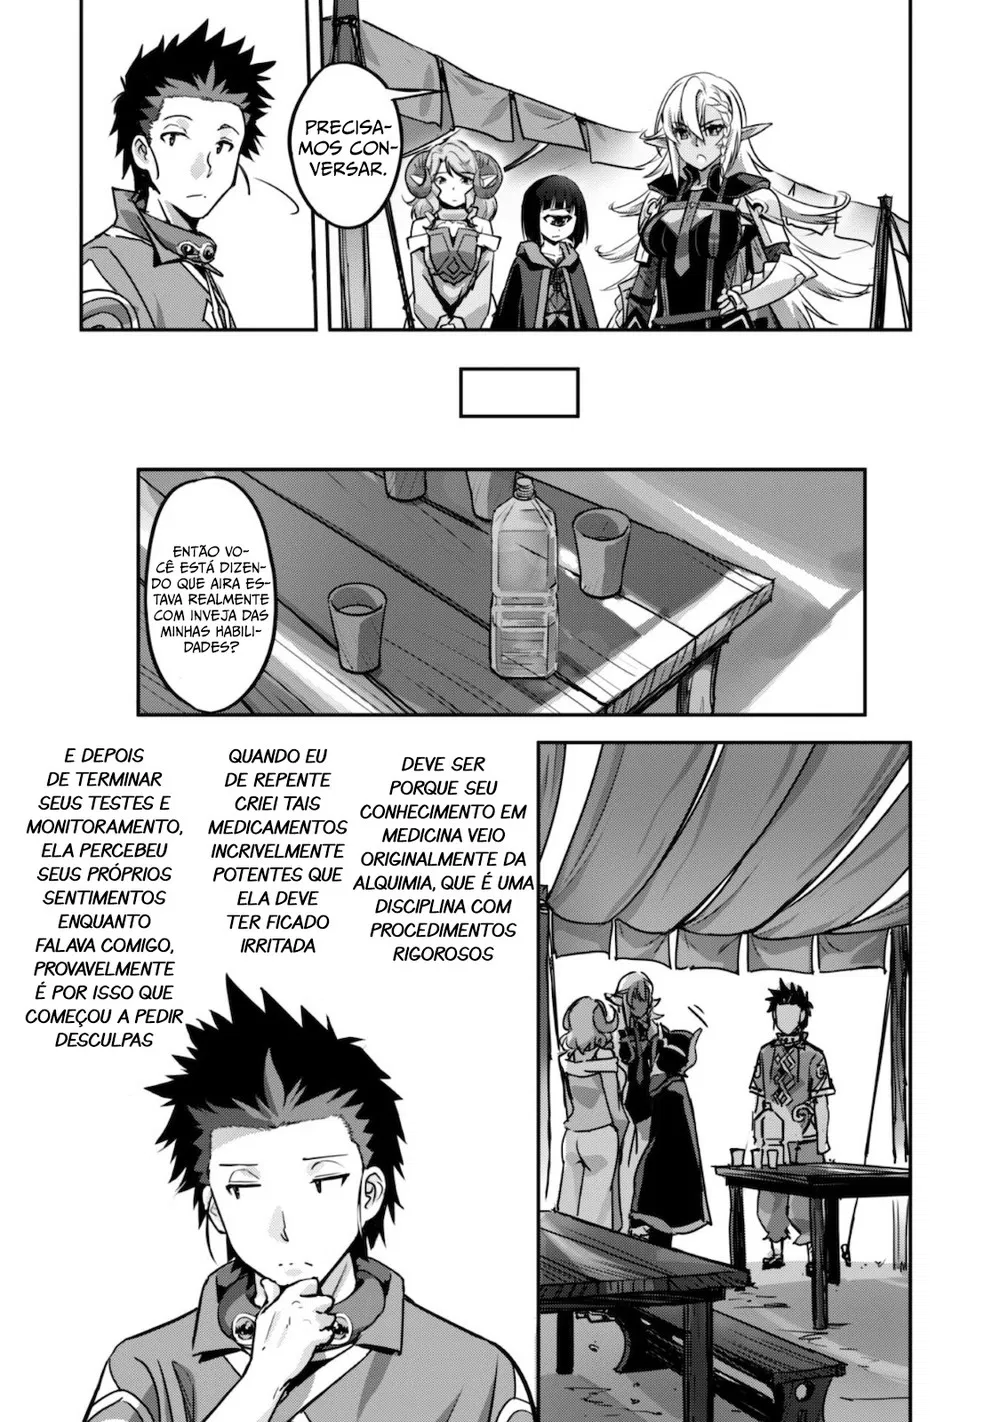 PRECISA-
MOS CON-
VERSAR.
ENTÃO VO-
CÊ ESTÁ DIZEN-
DO QUE AIRA ES-
TAVA REALMENTE
COM INVEJA DAS
MINHAS HABILI-
DADES?
DEVE SER
PORQUE SEU
CONHECIMENTO EM
MEDICINA VEIO
ORIGINALMENTE DA
ALQUIMIA, QUE É UMA
DISCIPLINA COM
PROCEDIMENTOS
RIGOROSOS
QUANDO EU
DE REPENTE
CRIEI TAIS
MEDICAMENTOS
INCRIVELMENTE
POTENTES QUE
ELA DEVE
TER FICADO
IRRITADA
E DEPOIS
DE TERMINAR
SEUS TESTES E
MONITORAMENTO,
ELA PERCEBEU
SEUS PRÓPRIOS
SENTIMENTOS
ENQUANTO
FALAVA COMIGO,
PROVAVELMENTE
É POR ISSO QUE
COMEÇOU A PEDIR
DESCULPAS